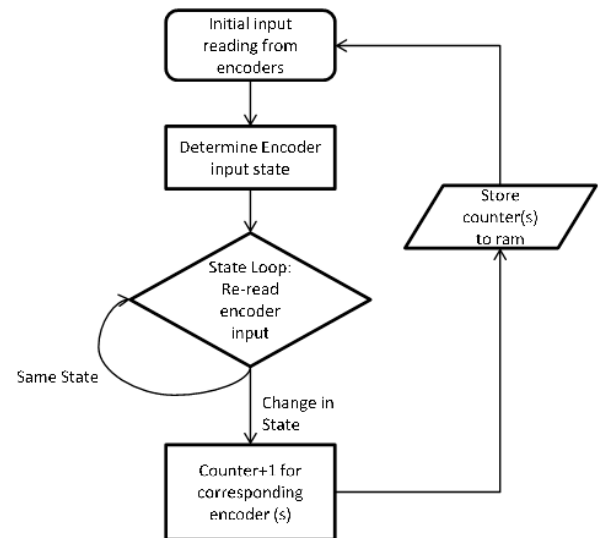 Initial input
reading from
encoders
Determine Encoder
input state
Store
counter(s)
to ram
State Loop:
Re-read
encoder
input
Same State
Change in
State
Counter+1 for
corresponding
encoder (s)